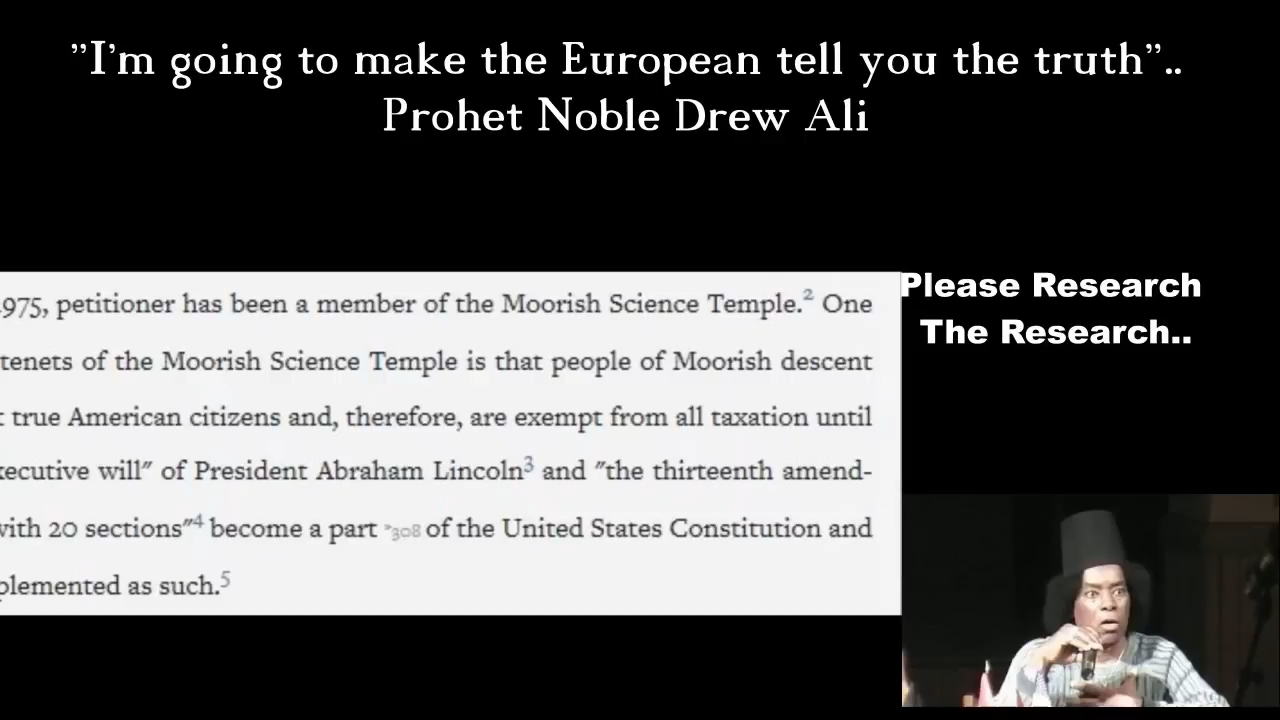 "I'm going to make the European tell you the truth"..
Prohet Noble Drew Ali
Please Research
The Research..
975, petitioner has been a member of the Moorish Science Temple.2 One
tenets of the Moorish Science Temple is that people of Moorish descent
true American citizens and, therefore, are exempt from all taxation until
xecutive will" of President Abraham Lincoln3 and "the thirteenth amend-
with 20 sections"4 become a part *308 of the United States Constitution and
plemented as such.5